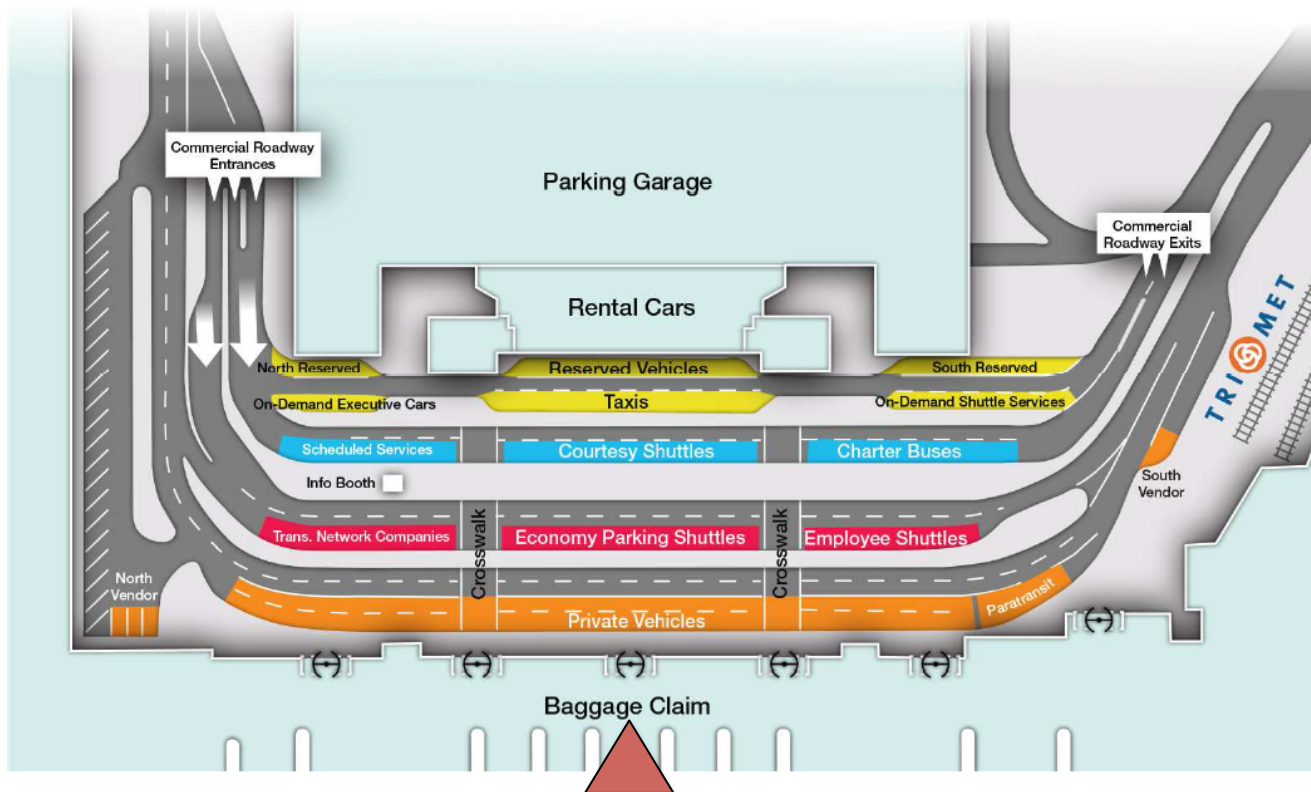 Commercial Roadway
Entrances
Parking Garage
Commercial
Roadway Exits
Rental Cars
North Reserved
Reserved Vehicles
South Reserved
On-Demand Executive Cars
Taxis
On-Demand Shuttle Services
TRI MET
Scheduled Services
Courtesy Shuttles
Charter Buses
Info Booth
South
Vendor
Trans. Network Companies
Economy Parking Shuttles
Employee Shuttles
Crosswalk
Crosswalk
North
Vendor
Private Vehicles
Paratransit
Baggage Claim